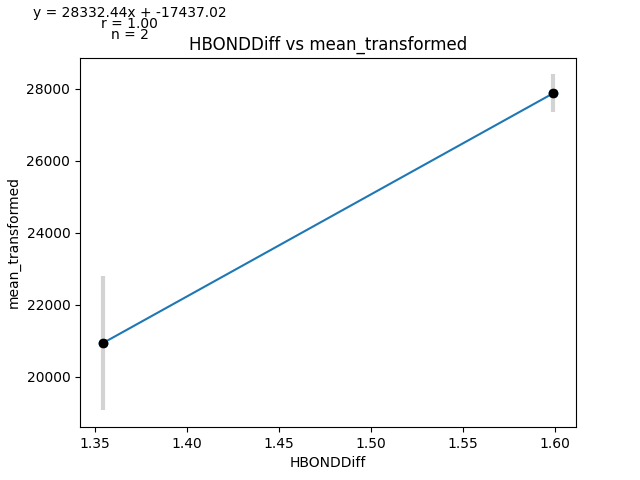 y = 28332.44x + -17437.02
r = 1.00
n = 2
HBONDDiff vs mean_transformed
28000
26000
24000
22000
20000
mean_transformed
1.35 1.40 1.45 1.50 1.55 1.60
HBONDDiff